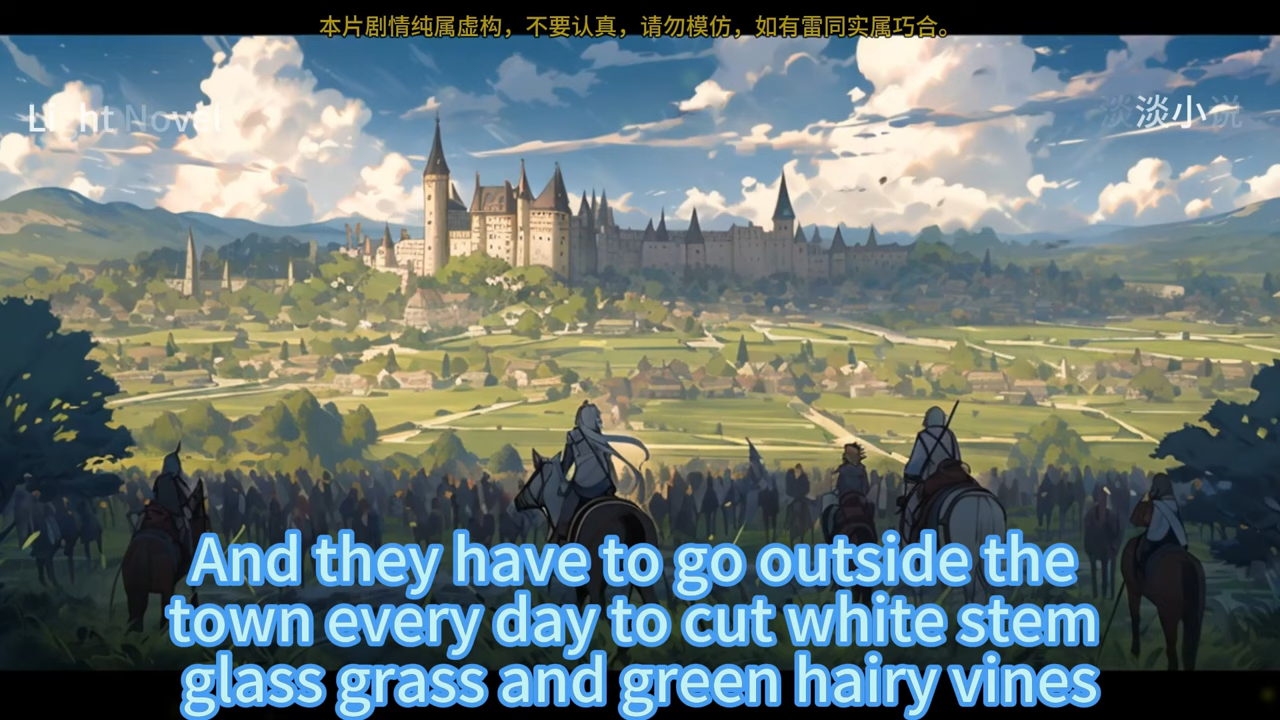 本片剧情纯属虚构，不要认真，请勿模仿，如有雷同实属巧合。
Light Novel
淡淡小说
And they have to go outside the
town every day to cut white stem
glass grass and green hairy vines